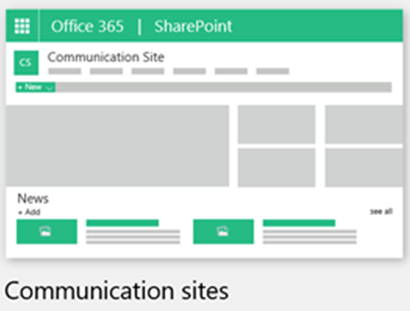 Office 365 | SharePoint
CS
Communication Site
+ New
News
+ Add
see all
Communication sites